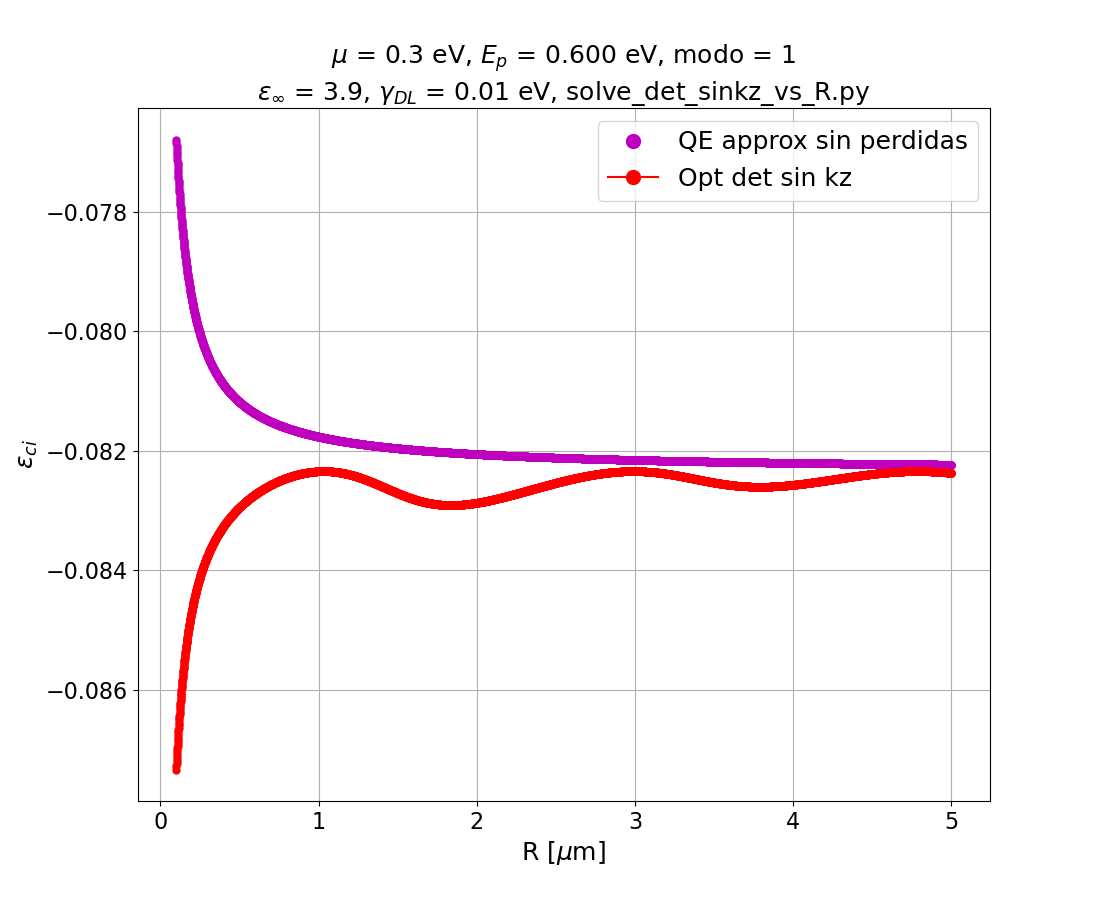 μ = 0.3 eV, E_p = 0.600 eV, modo = 1
ε_∞ = 3.9, γ_DL = 0.01 eV, solve_det_sinkz_vs_R.py
QE approx sin perdidas
Opt det sin kz
−0.078
−0.080
−0.082
−0.084
−0.086
ε_ci
0 1 2 3 4 5
R [μm]